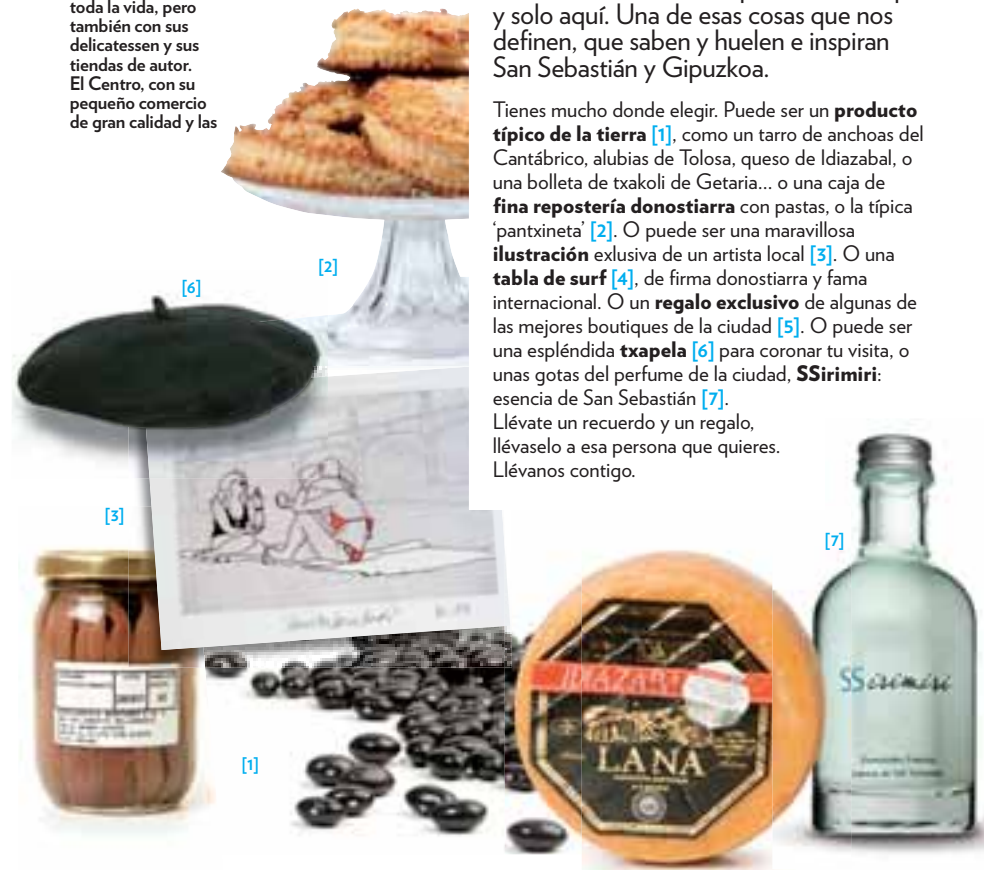 toda la vida, pero
también con sus
delicatessen y sus
tiendas de autor.
El Centro, con su
pequeño comercio
de gran calidad y las
y solo aquí. Una de esas cosas que nos
definen, que saben y huelen e inspiran
San Sebastián y Gipuzkoa.
Tienes mucho donde elegir. Puede ser un producto
típico de la tierra [1], como un tarro de anchoas del
Cantábrico, alubias de Tolosa, queso de Idiazabal, o
una bolleta de txakoli de Getaria... o una caja de
fina repostería donostiarra con pastas, o la típica
‘pantxineta’ [2]. O puede ser una maravillosa
ilustración exlusiva de un artista local [3]. O una
tabla de surf [4], de firma donostiarra y fama
internacional. O un regalo exclusivo de algunas de
las mejores boutiques de la ciudad [5]. O puede ser
una espléndida txapela [6] para coronar tu visita, o
unas gotas del perfume de la ciudad, SSirimiri:
esencia de San Sebastián [7].
Llévate un recuerdo y un regalo,
llévaselo a esa persona que quieres.
Llévanos contigo.
[2]
[6]
[3]
[7]
[1]
LANA
SSirimiri